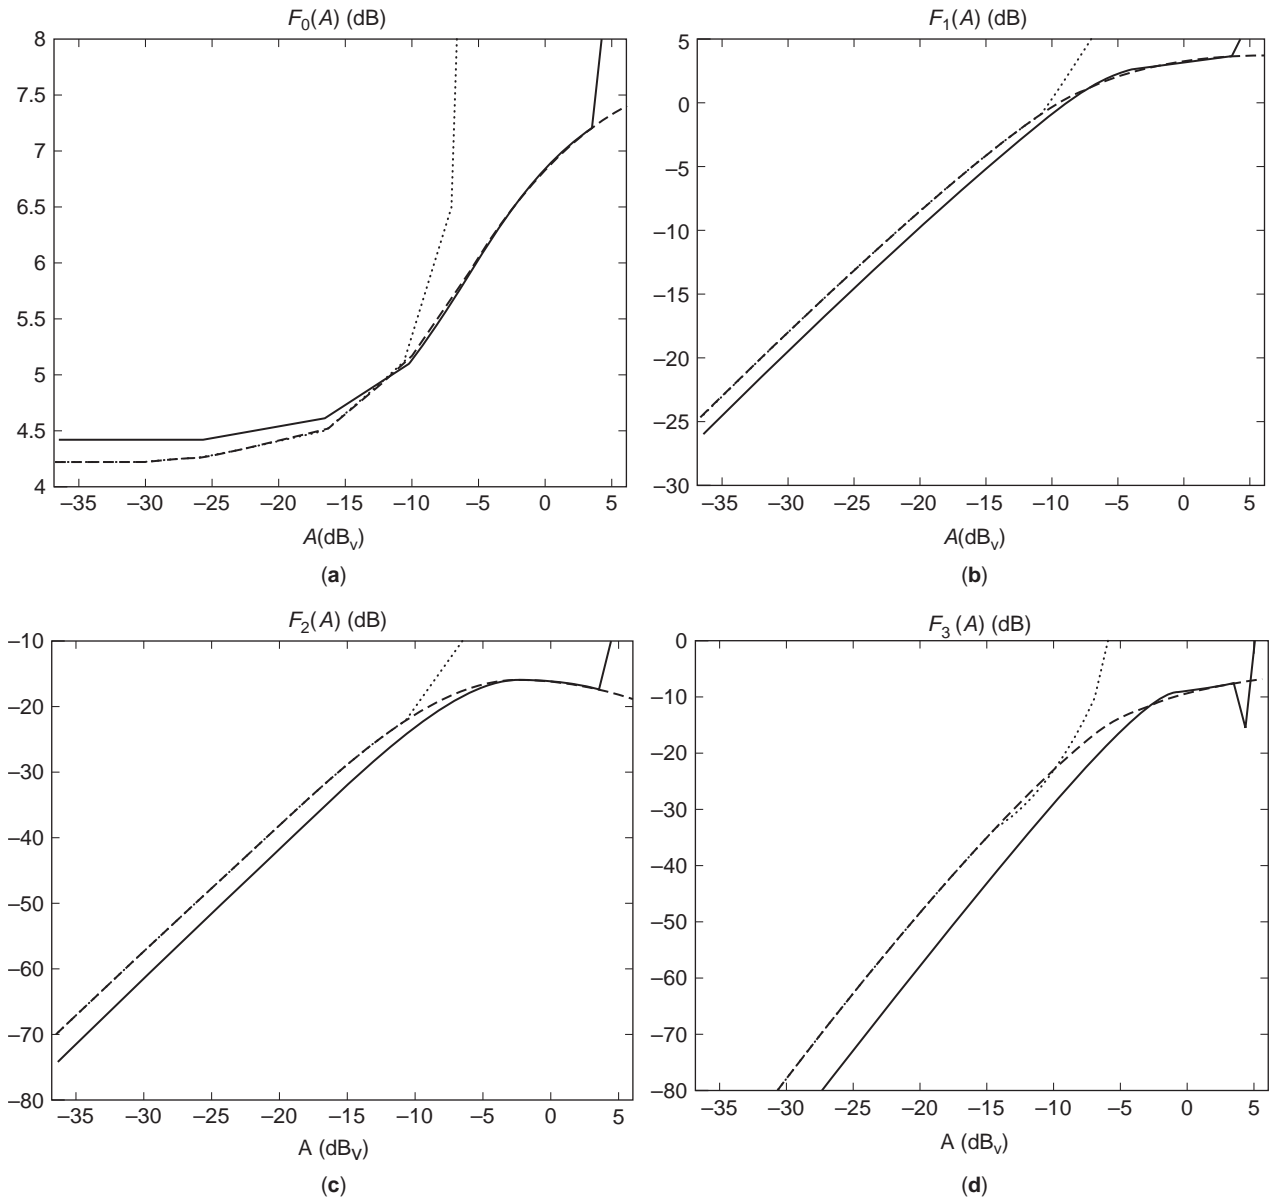 F0(A) (dB)
8
7.5
7
6.5
6
5.5
5
4.5
4
–35 –30 –25 –20 –15 –10 –5 0 5
A(dBv)
(a)
F1(A) (dB)
5
0
–5
–10
–15
–20
–25
–30
–35 –30 –25 –20 –15 –10 –5 0 5
A(dBv)
(b)
F2(A) (dB)
–10
–20
–30
–40
–50
–60
–70
–80
–35 –30 –25 –20 –15 –10 –5 0 5
A (dBv)
(c)
F3 (A) (dB)
0
–10
–20
–30
–40
–50
–60
–70
–80
–35 –30 –25 –20 –15 –10 –5 0 5
A (dBv)
(d)